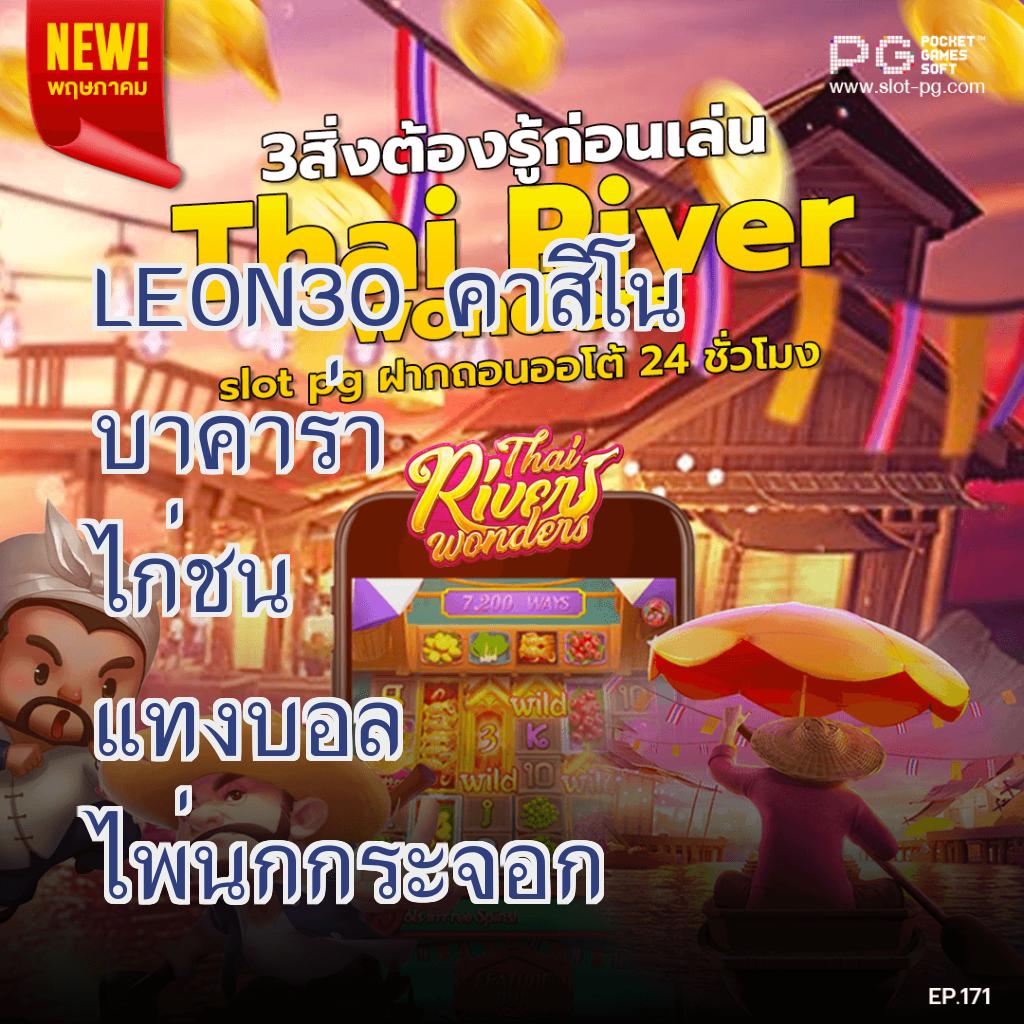 NEW!
พฤษภาคม
PG POCKET GAMES SOFT™
www.slot-pg.com
3สิ่งต้องรู้ก่อนเล่น
Thai River
LEON30 คาสิโน
wonders
slot pg ฝากถอนออโต้ 24 ชั่วโมง
บาคาร่า
Thai
River
wonders
ไก่ชน
7,200 WAYS
wild
3 K
แทงบอล
wild 10
J
ไพ่นกกระจอก
EP.171